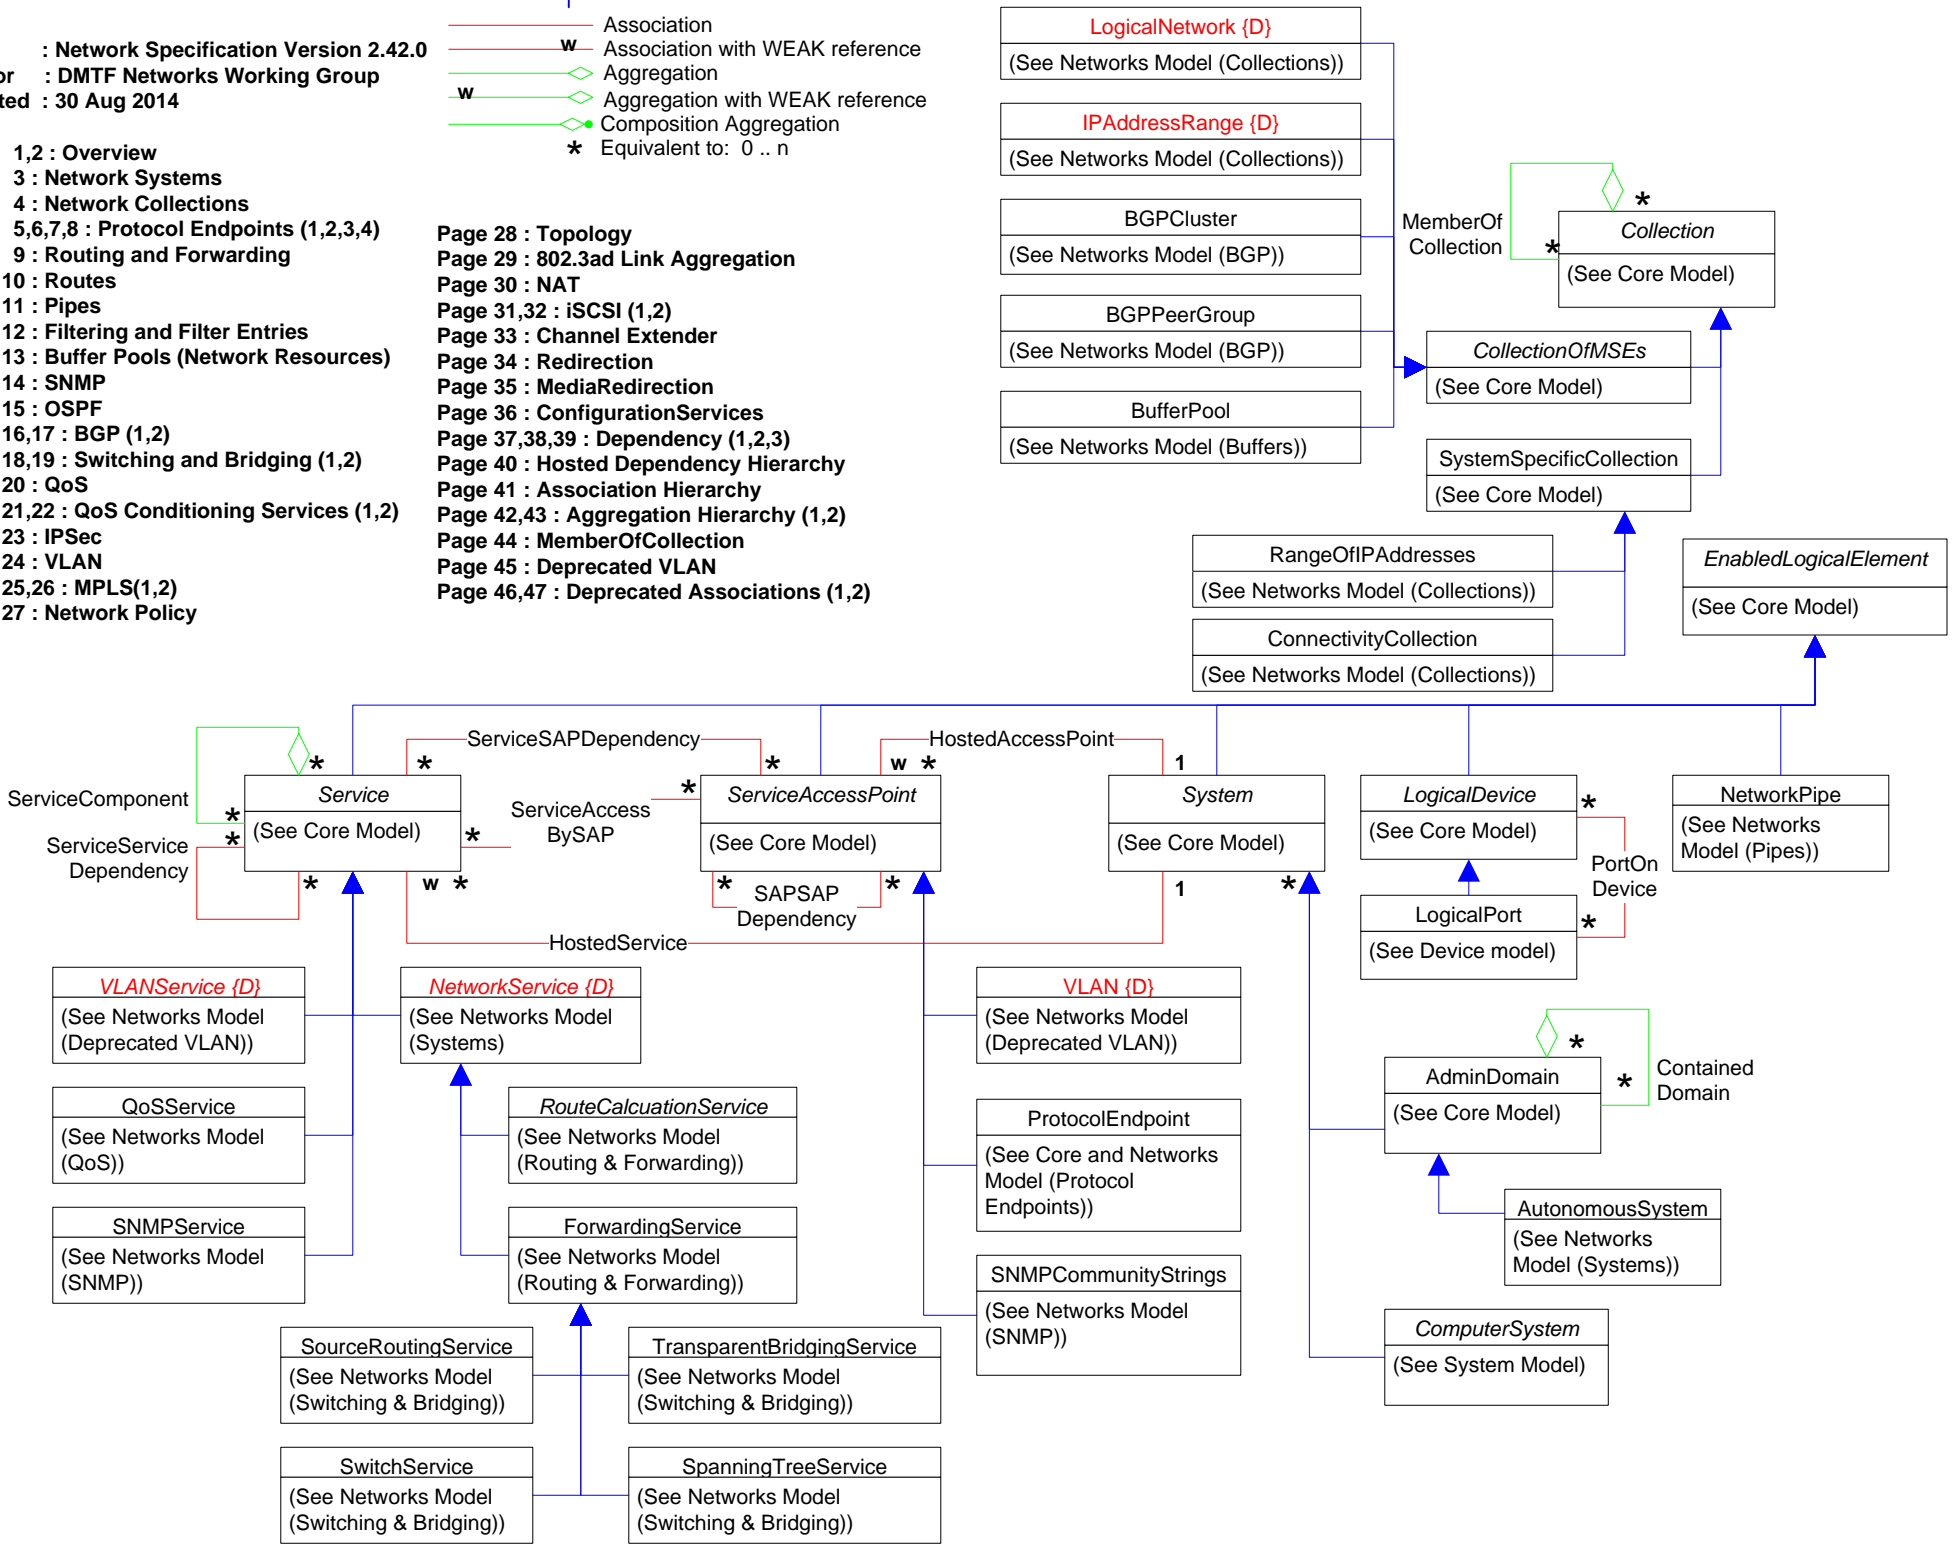 : Network Specification Version 2.42.0
or : DMTF Networks Working Group
ted : 30 Aug 2014
Association
w Association with WEAK reference
Aggregation
w Aggregation with WEAK reference
Composition Aggregation
* Equivalent to: 0 .. n
1,2 : Overview
3 : Network Systems
4 : Network Collections
5,6,7,8 : Protocol Endpoints (1,2,3,4)
9 : Routing and Forwarding
10 : Routes
11 : Pipes
12 : Filtering and Filter Entries
13 : Buffer Pools (Network Resources)
14 : SNMP
15 : OSPF
16,17 : BGP (1,2)
18,19 : Switching and Bridging (1,2)
20 : QoS
21,22 : QoS Conditioning Services (1,2)
23 : IPSec
24 : VLAN
25,26 : MPLS(1,2)
27 : Network Policy
Page 28 : Topology
Page 29 : 802.3ad Link Aggregation
Page 30 : NAT
Page 31,32 : iSCSI (1,2)
Page 33 : Channel Extender
Page 34 : Redirection
Page 35 : MediaRedirection
Page 36 : ConfigurationServices
Page 37,38,39 : Dependency (1,2,3)
Page 40 : Hosted Dependency Hierarchy
Page 41 : Association Hierarchy
Page 42,43 : Aggregation Hierarchy (1,2)
Page 44 : MemberOfCollection
Page 45 : Deprecated VLAN
Page 46,47 : Deprecated Associations (1,2)
LogicalNetwork {D}
(See Networks Model (Collections))
IPAddressRange {D}
(See Networks Model (Collections))
BGPCluster
(See Networks Model (BGP))
BGPPeerGroup
(See Networks Model (BGP))
BufferPool
(See Networks Model (Buffers))
MemberOf
Collection
*
*
Collection
(See Core Model)
CollectionOfMSEs
(See Core Model)
SystemSpecificCollection
(See Core Model)
RangeOfIPAddresses
(See Networks Model (Collections))
ConnectivityCollection
(See Networks Model (Collections))
EnabledLogicalElement
(See Core Model)
ServiceComponent
*
*
ServiceService
Dependency
*
*
Service
(See Core Model)
* ServiceSAPDependency *
* ServiceAccess
BySAP *
w *
HostedService
1
ServiceAccessPoint
(See Core Model)
* SAPSAP
Dependency *
w * HostedAccessPoint 1
System
(See Core Model)
*
LogicalDevice
(See Core Model)
*
PortOn
Device
*
LogicalPort
(See Device model)
NetworkPipe
(See Networks
Model (Pipes))
VLANService {D}
(See Networks Model
(Deprecated VLAN))
NetworkService {D}
(See Networks Model
(Systems)
QoSService
(See Networks Model
(QoS))
RouteCalcuationService
(See Networks Model
(Routing & Forwarding))
SNMPService
(See Networks Model
(SNMP))
ForwardingService
(See Networks Model
(Routing & Forwarding))
SourceRoutingService
(See Networks Model
(Switching & Bridging))
TransparentBridgingService
(See Networks Model
(Switching & Bridging))
SwitchService
(See Networks Model
(Switching & Bridging))
SpanningTreeService
(See Networks Model
(Switching & Bridging))
VLAN {D}
(See Networks Model
(Deprecated VLAN))
ProtocolEndpoint
(See Core and Networks
Model (Protocol
Endpoints))
SNMPCommunityStrings
(See Networks Model
(SNMP))
AdminDomain
(See Core Model)
*
*
Contained
Domain
AutonomousSystem
(See Networks
Model (Systems))
ComputerSystem
(See System Model)